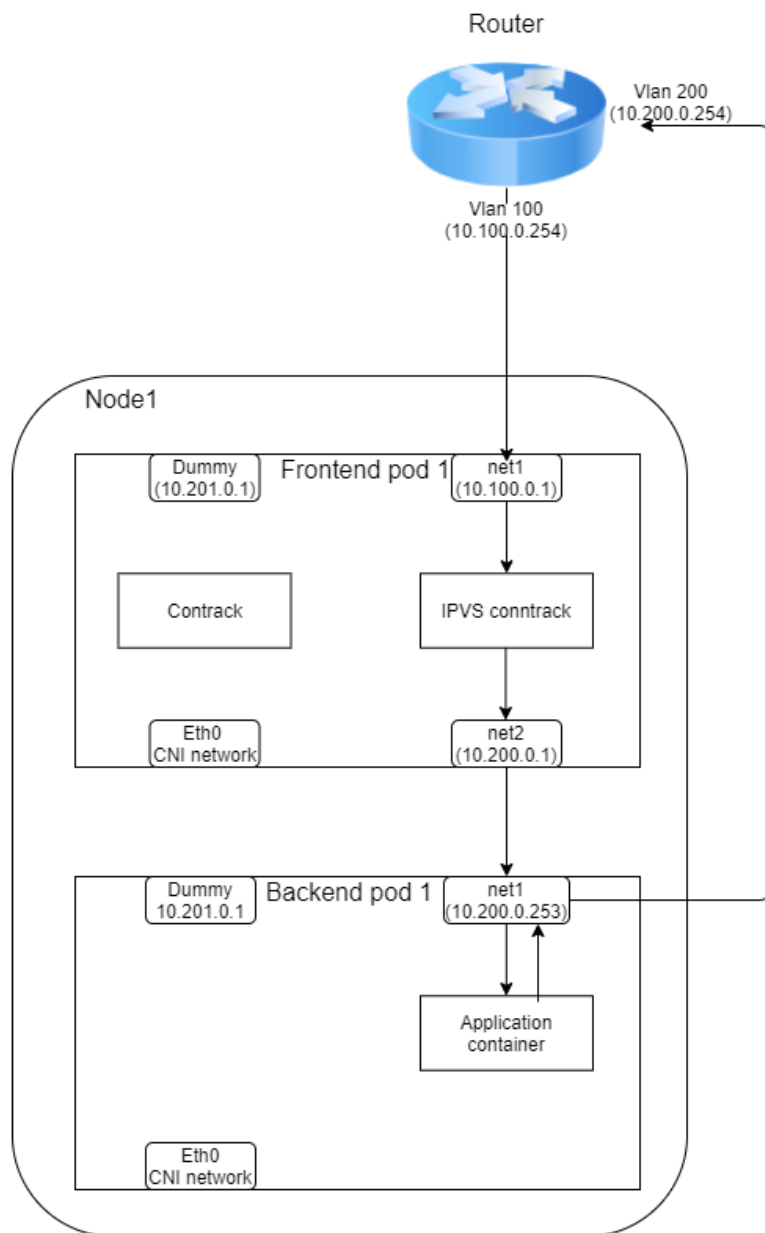 Router
Vlan 200
(10.200.0.254)
Vlan 100
(10.100.0.254)
Node1
Dummy
(10.201.0.1)
Frontend pod 1
net1
(10.100.0.1)
Contrack
IPVS conntrack
Eth0
CNI network
net2
(10.200.0.1)
Dummy
10.201.0.1
Backend pod 1
net1
(10.200.0.253)
Application
container
Eth0
CNI network